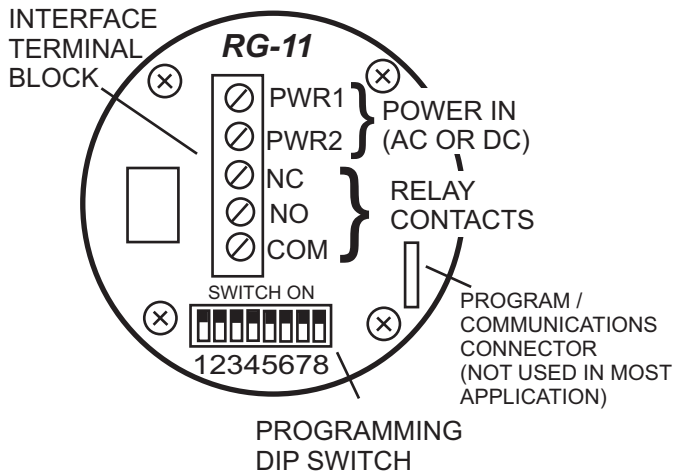 INTERFACE
TERMINAL
BLOCK
RG-11
PWR1
PWR2
POWER IN
(AC OR DC)
NC
NO
COM
RELAY
CONTACTS
SWITCH ON
12345678
PROGRAM /
COMMUNICATIONS
CONNECTOR
(NOT USED IN MOST
APPLICATION)
PROGRAMMING
DIP SWITCH